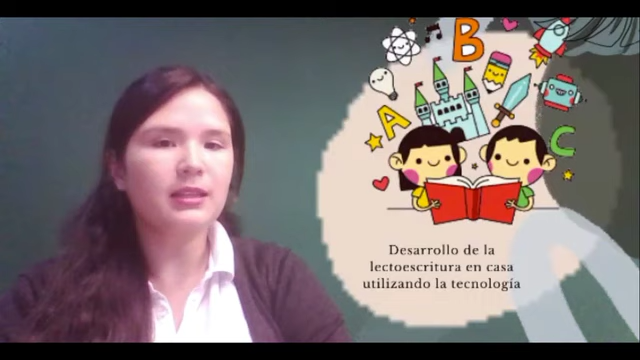 B
A
C
Desarrollo de la
lectoescritura en casa
utilizando la tecnología